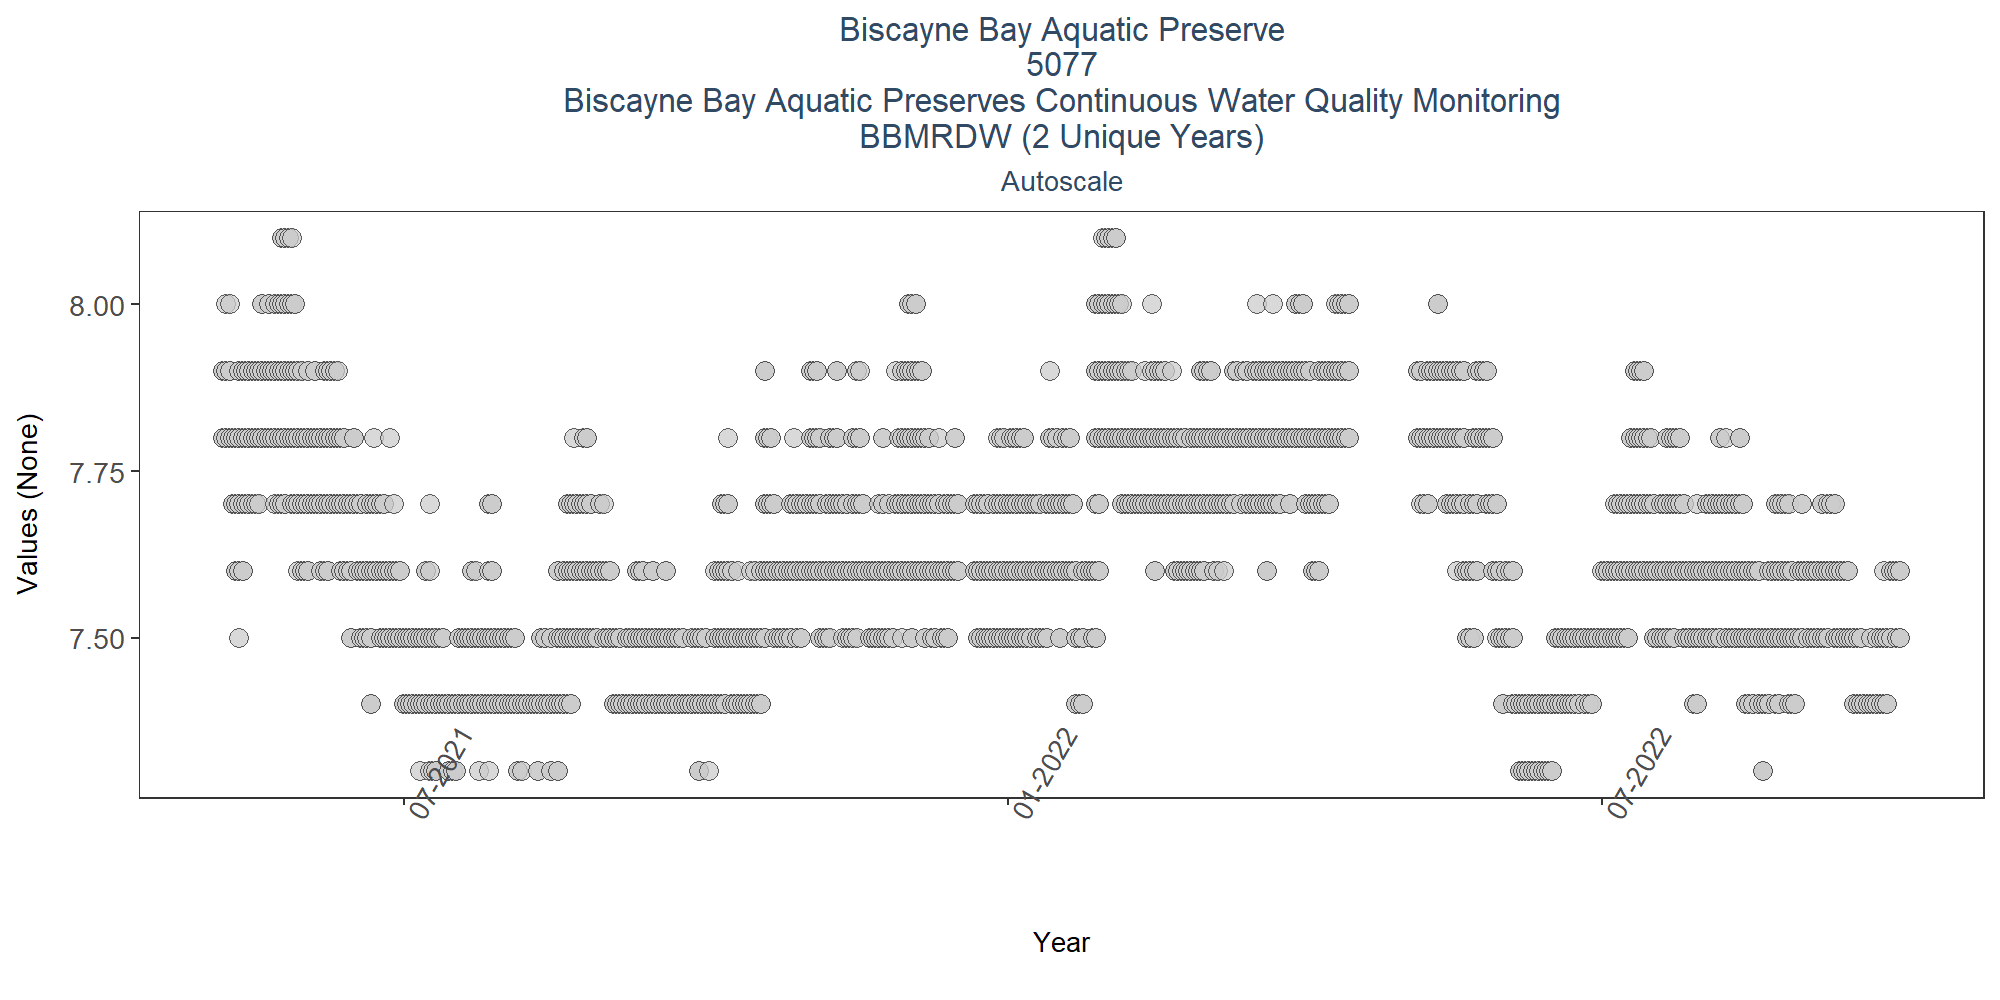 Biscayne Bay Aquatic Preserve
5077
Biscayne Bay Aquatic Preserves Continuous Water Quality Monitoring
BBMRDW (2 Unique Years)
Autoscale
Values (None)
8.00
7.75
7.50
07-2021
01-2022
07-2022
Year